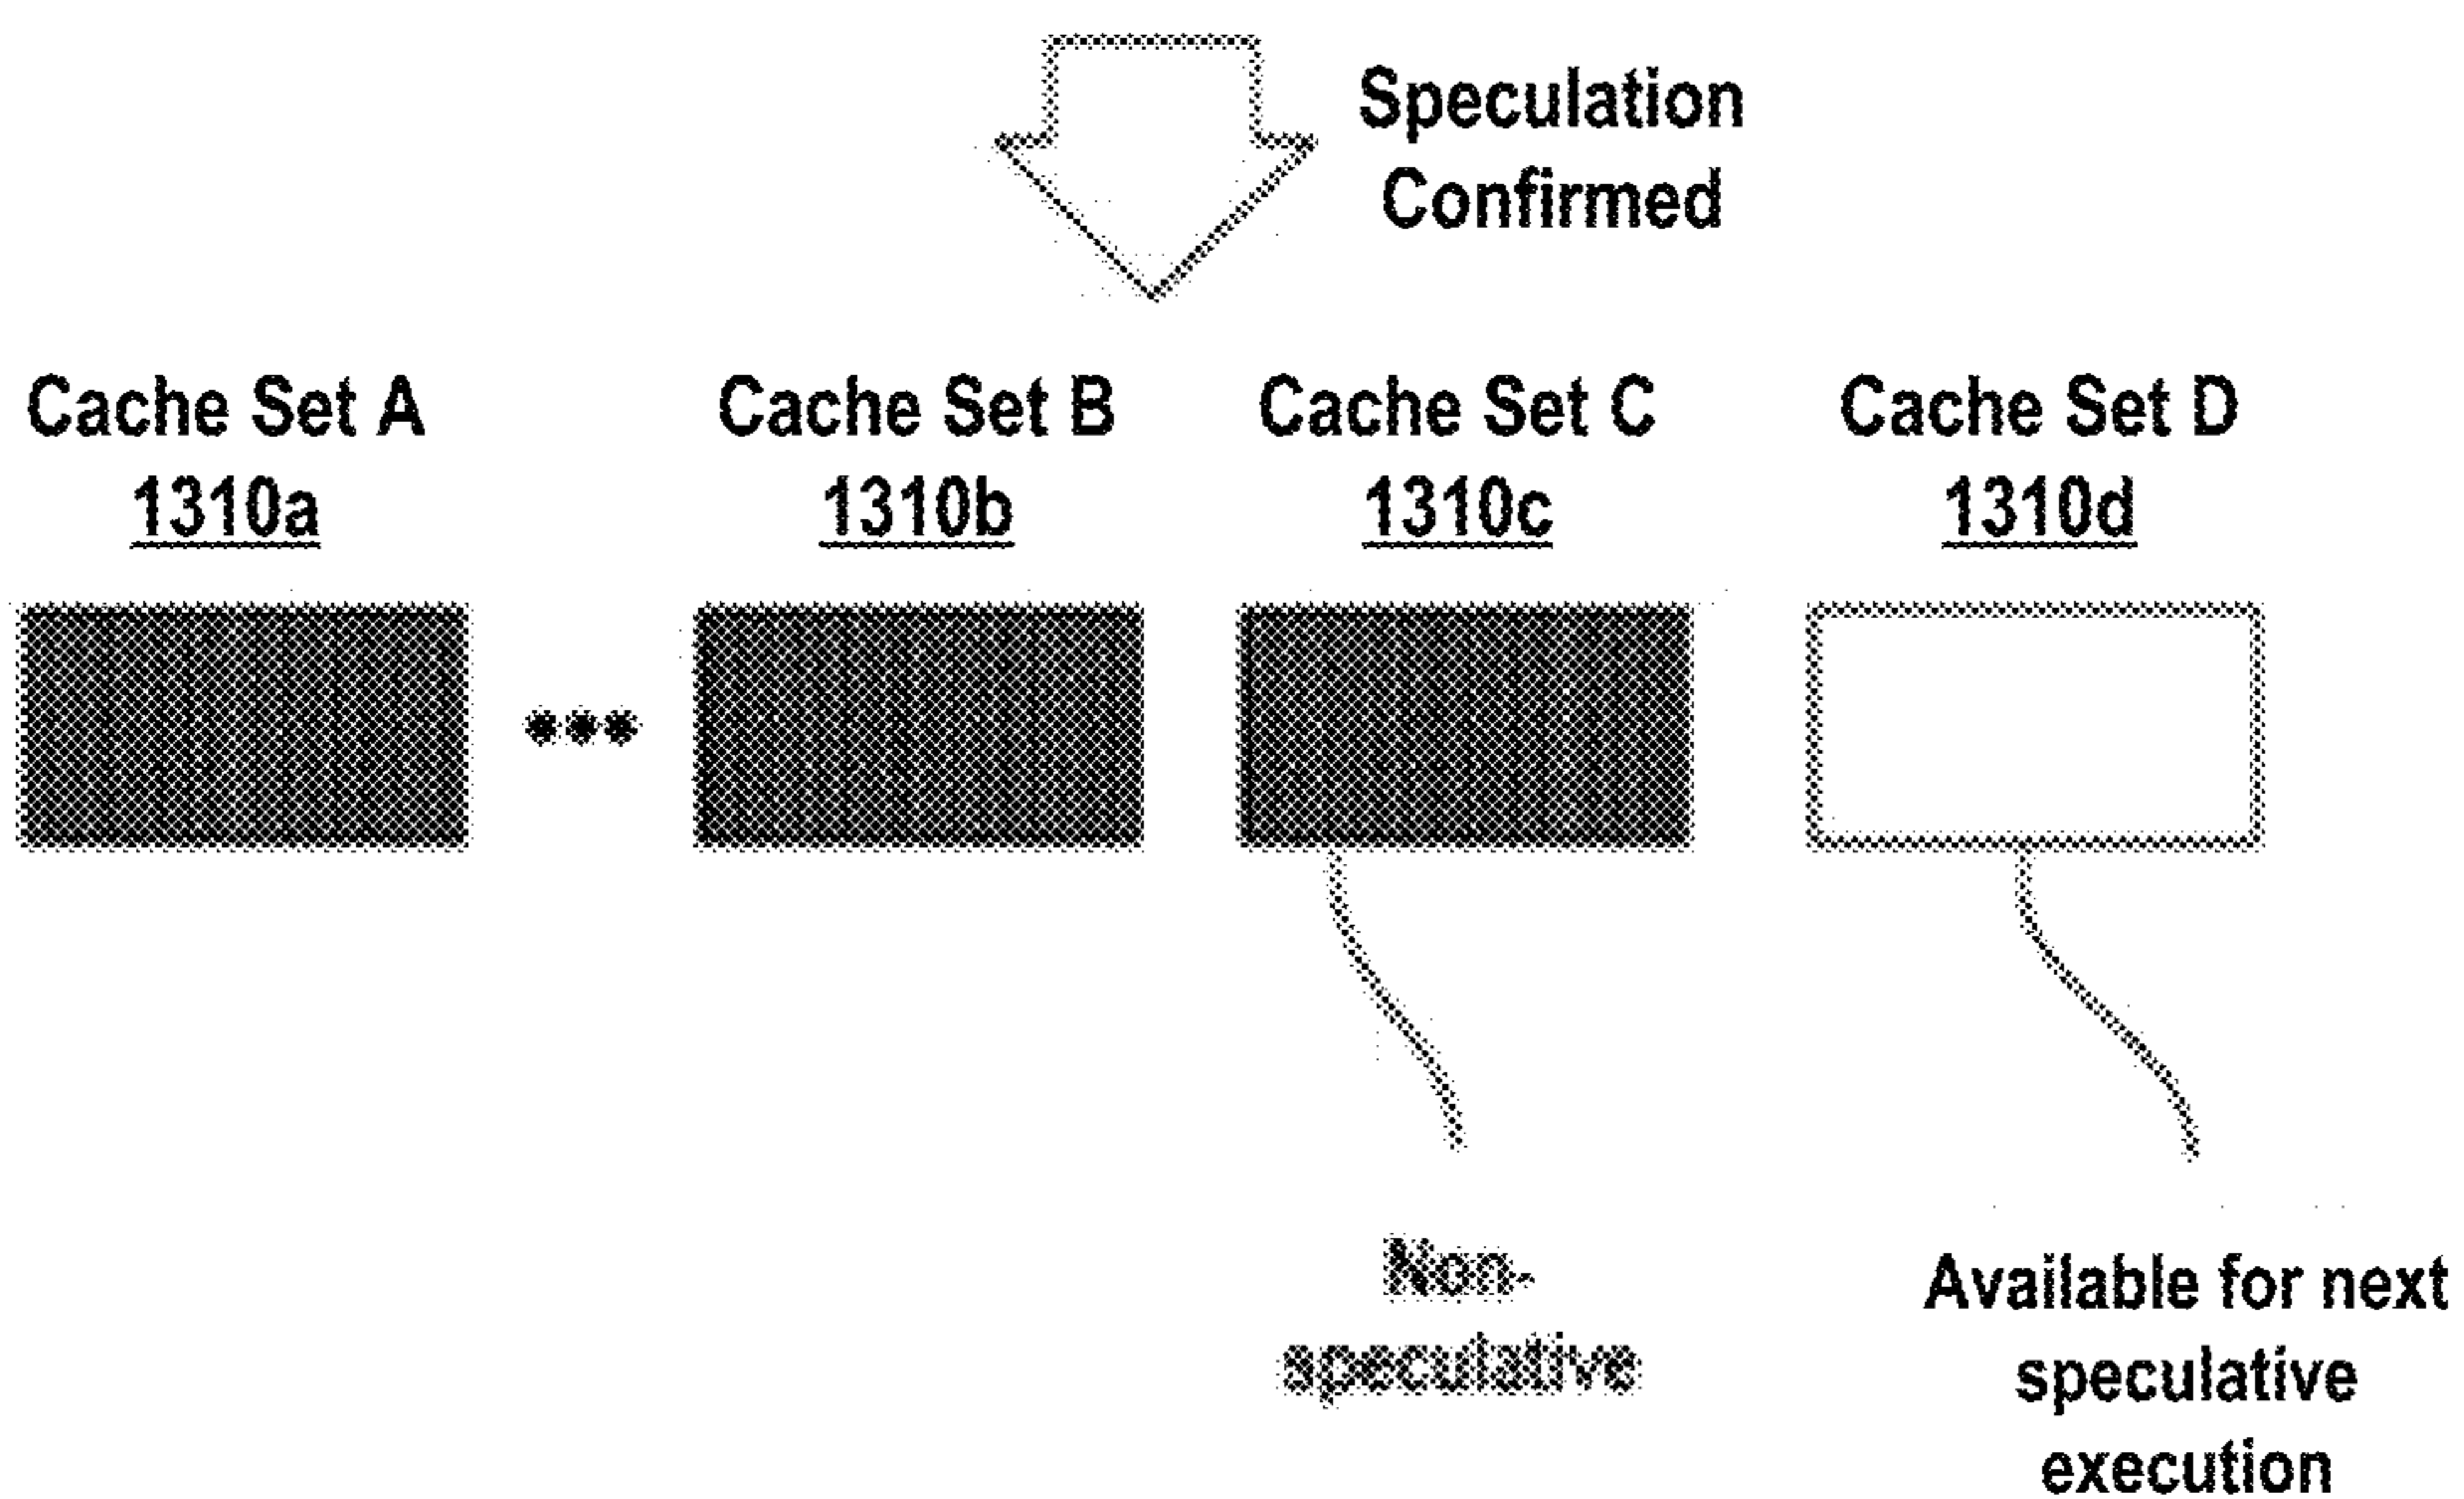 Speculation
Confirmed
Cache Set A
1310a
Cache Set B
1310b
Cache Set C
1310c
Cache Set D
1310d
Non-
speculative
Available for next
speculative
execution